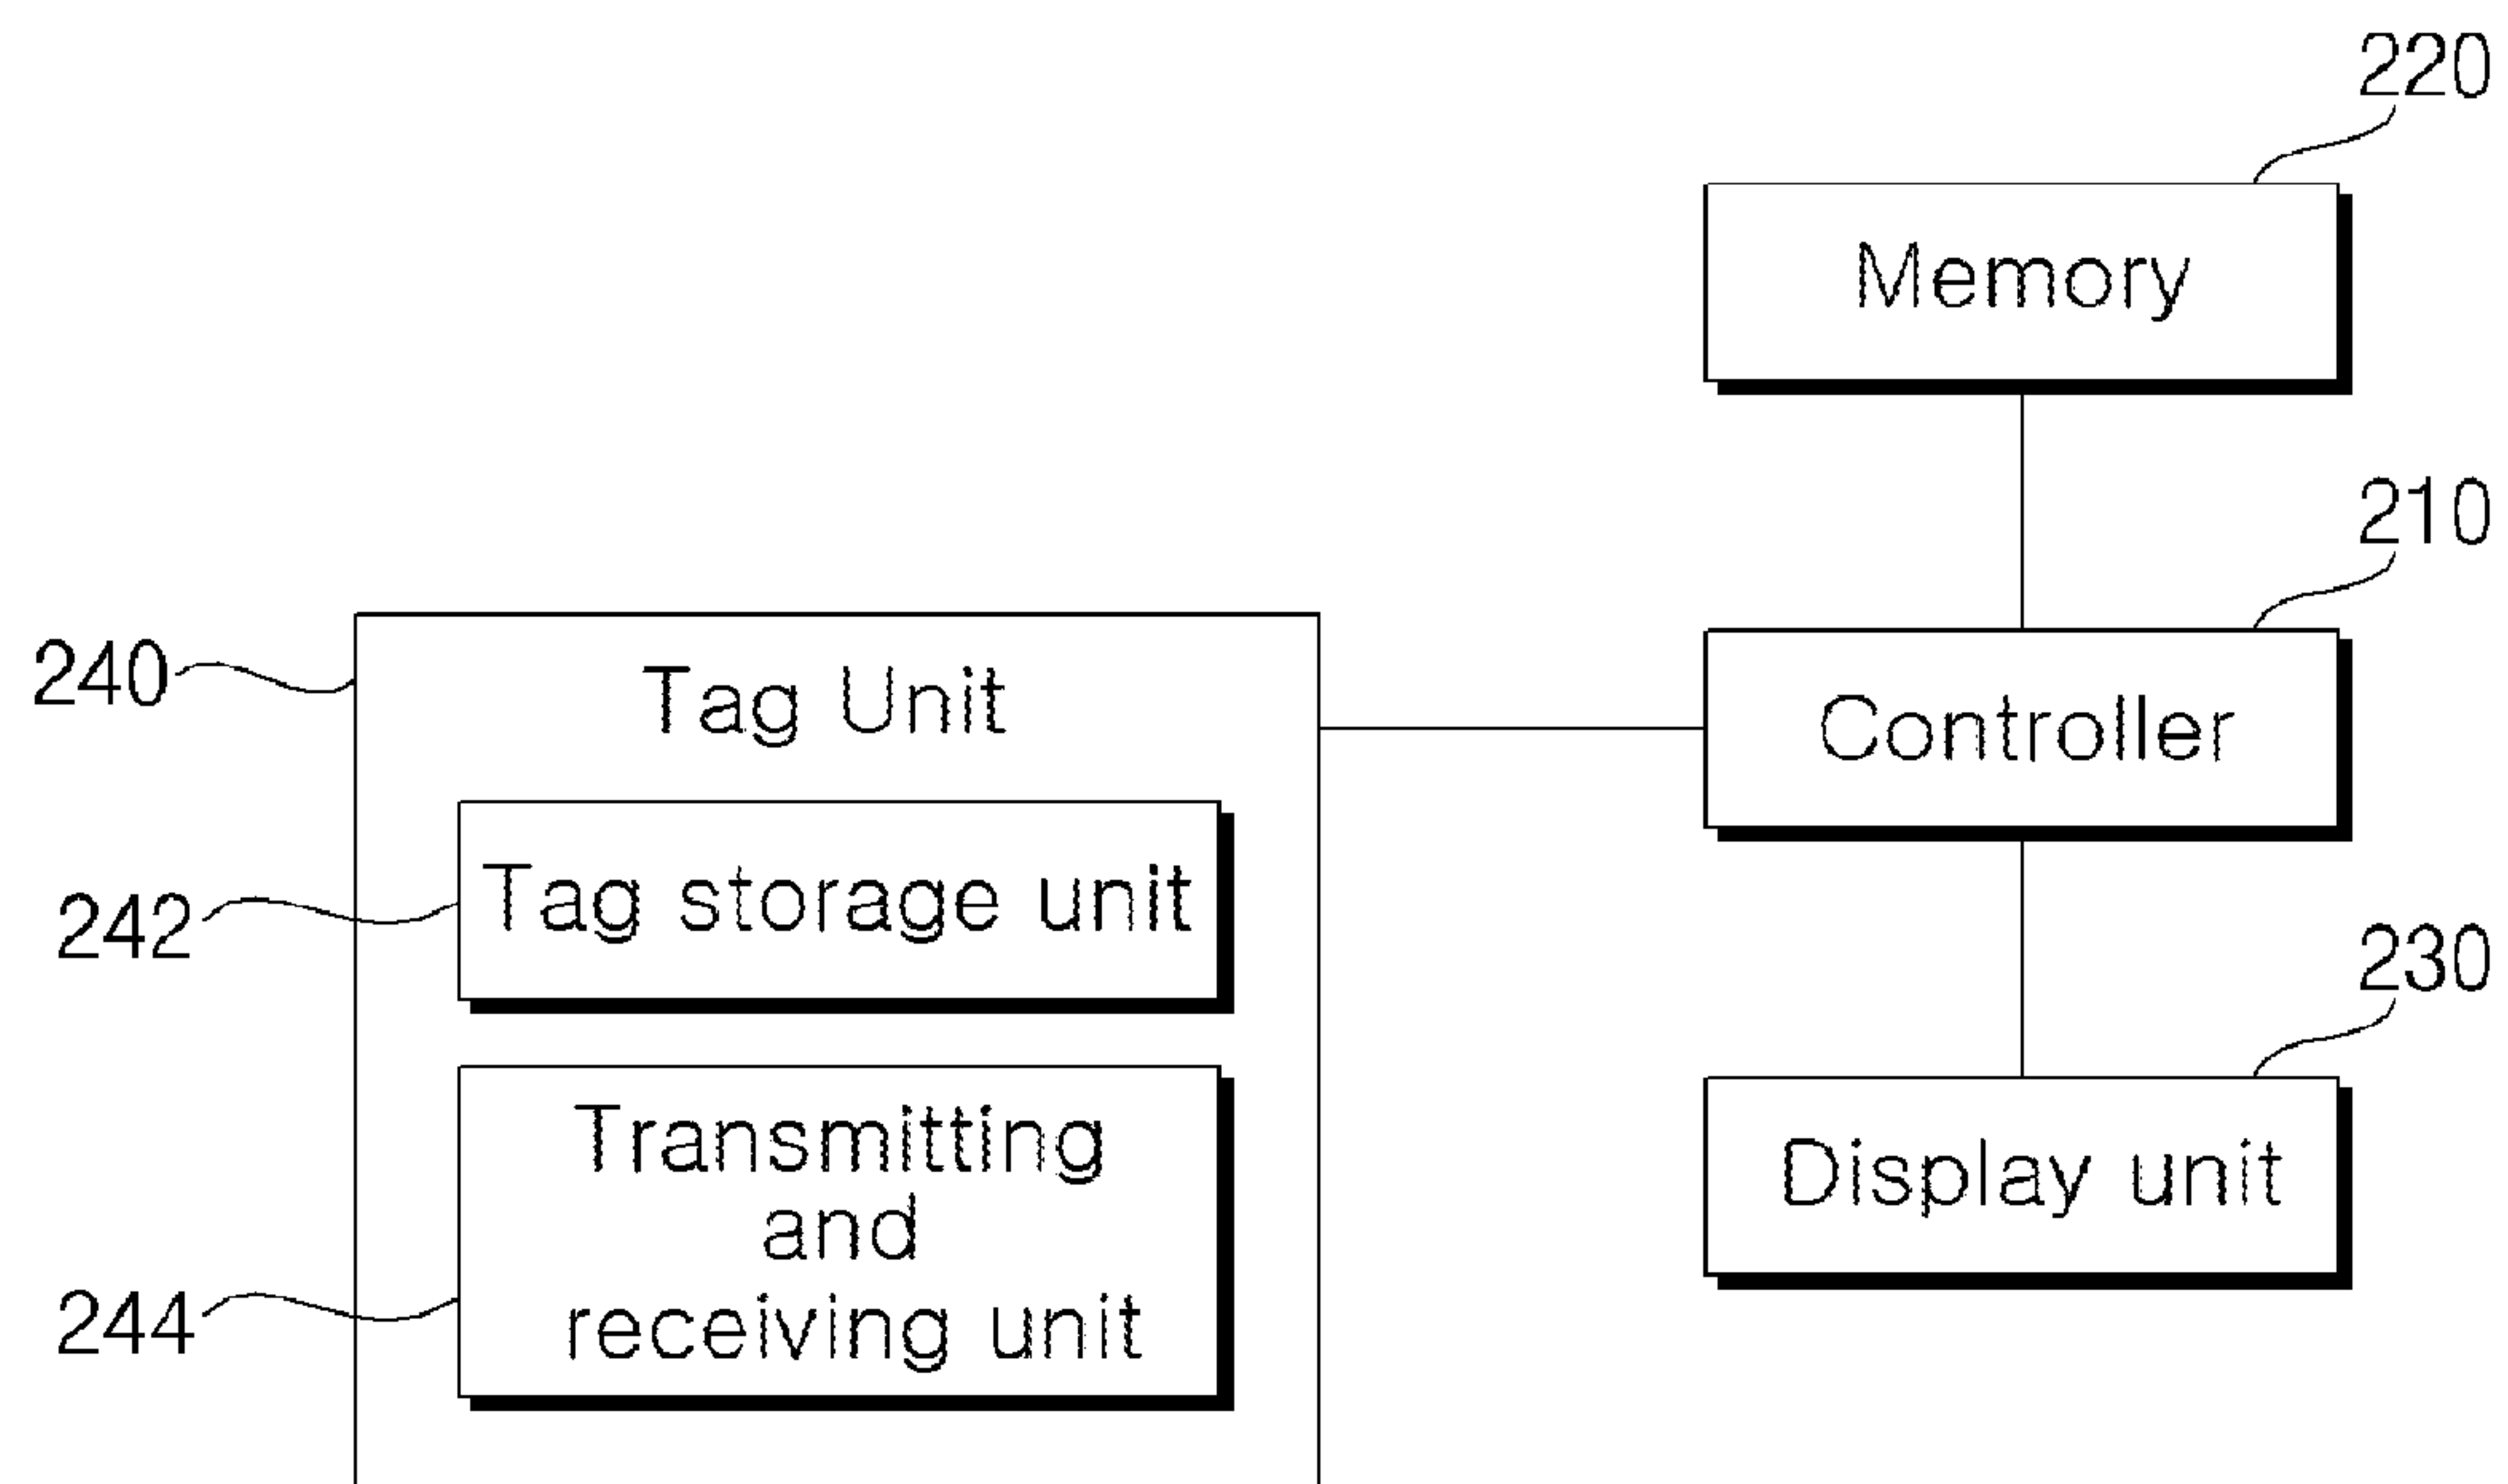 220
Memory
210
240
Tag Unit
Controller
242
Tag storage unit
230
Transmitting
and
receiving unit
Display unit
244